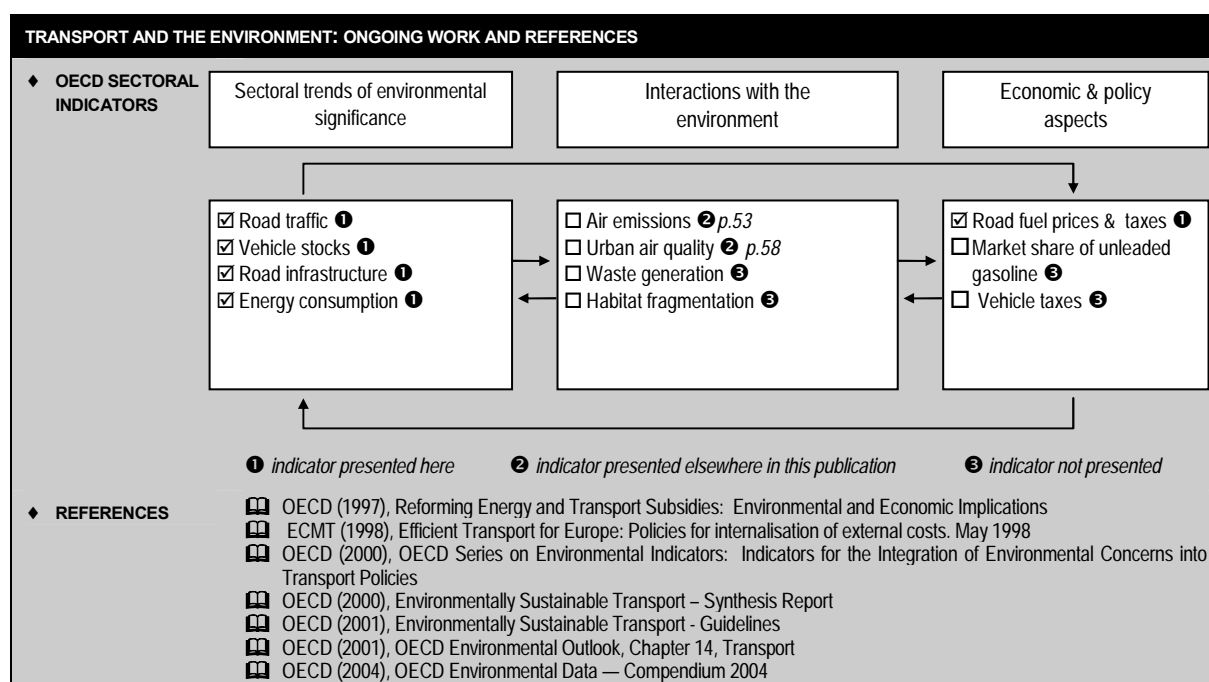 TRANSPORT AND THE ENVIRONMENT: ONGOING WORK AND REFERENCES
♦ OECD SECTORAL
INDICATORS
Sectoral trends of environmental
significance
Interactions with the
environment
Economic & policy
aspects
☑ Road traffic ❶
☑ Vehicle stocks ❶
☑ Road infrastructure ❶
☑ Energy consumption ❶
☐ Air emissions ❷ p.53
☐ Urban air quality ❷ p.58
☐ Waste generation ❸
☐ Habitat fragmentation ❸
☑ Road fuel prices & taxes ❶
☐ Market share of unleaded
gasoline ❸
☐ Vehicle taxes ❸
❶ indicator presented here ❷ indicator presented elsewhere in this publication ❸ indicator not presented
♦ REFERENCES
🕮 OECD (1997), Reforming Energy and Transport Subsidies: Environmental and Economic Implications
🕮 ECMT (1998), Efficient Transport for Europe: Policies for internalisation of external costs. May 1998
🕮 OECD (2000), OECD Series on Environmental Indicators: Indicators for the Integration of Environmental Concerns into
Transport Policies
🕮 OECD (2000), Environmentally Sustainable Transport – Synthesis Report
🕮 OECD (2001), Environmentally Sustainable Transport - Guidelines
🕮 OECD (2001), OECD Environmental Outlook, Chapter 14, Transport
🕮 OECD (2004), OECD Environmental Data — Compendium 2004